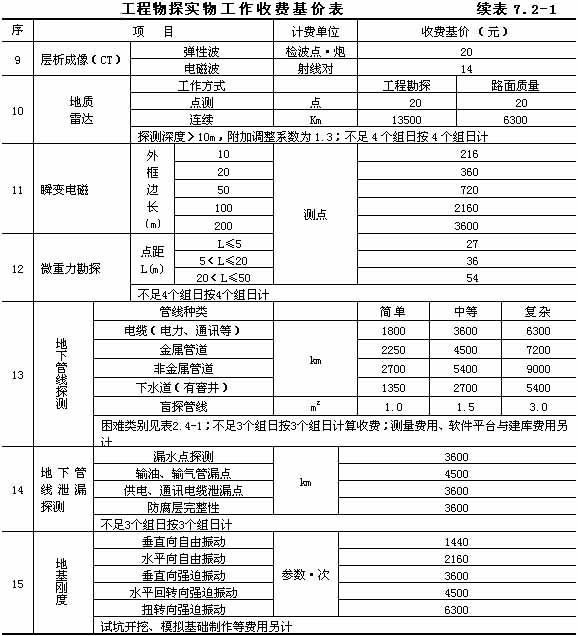 工程物探实物工作收费基价表 续表7.2-1
序 项 目 计费单位 收费基价（元）
9 层析成像(CT) 弹性波 检波点·炮 20
电磁波 射线对 14
10 地质雷达 工作方式 工程勘探 路面质量
点测 点 20 20
连续 Km 13500 6300
探测深度>10m,附加调整系数为1.3;不足4个组日按4个组日计
11 瞬变电磁 外框边长(m) 10 测点 216
20 360
50 720
100 2160
200 3600
12 微重力勘探 点距L(m) L≤5 27
5<L≤20 36
20<L≤50 54
不足4个组日按4个组日计
13 地下管线探测 管线种类 km 简单 中等 复杂
电缆(电力、通讯等) 1800 3600 6300
金属管道 2250 4500 7200
非金属管道 2700 5400 9000
下水道(有窨井) 1350 2700 5400
盲探管线 m² 1.0 1.5 3.0
困难类别见表2.4-1;不足3个组日按3个组日计算收费;测量费用、软件平台与建库费用另
计
14 地下管线泄漏探测 漏水点探测 km 3600
输油、输气管漏点 4500
供电、通讯电缆泄漏点 3600
防腐层完整性 3600
不足3个组日按3个组日计
15 地基刚度 垂直向自由振动 参数·次 1440
水平向自由振动 2160
垂直向强迫振动 3600
水平回转向强迫振动 4500
扭转向强迫振动 6300
试坑开挖、模拟基础制作等费用另计